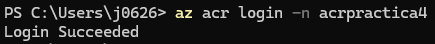 PS C:\Users\j0626> az acr login -n acrpractica4
Login Succeeded